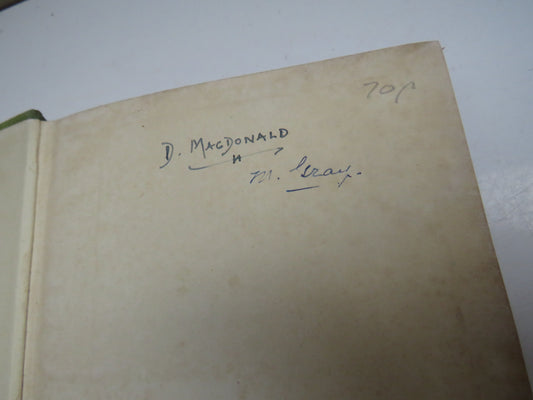 70p
D. MACDONALD
"
M. Gray.